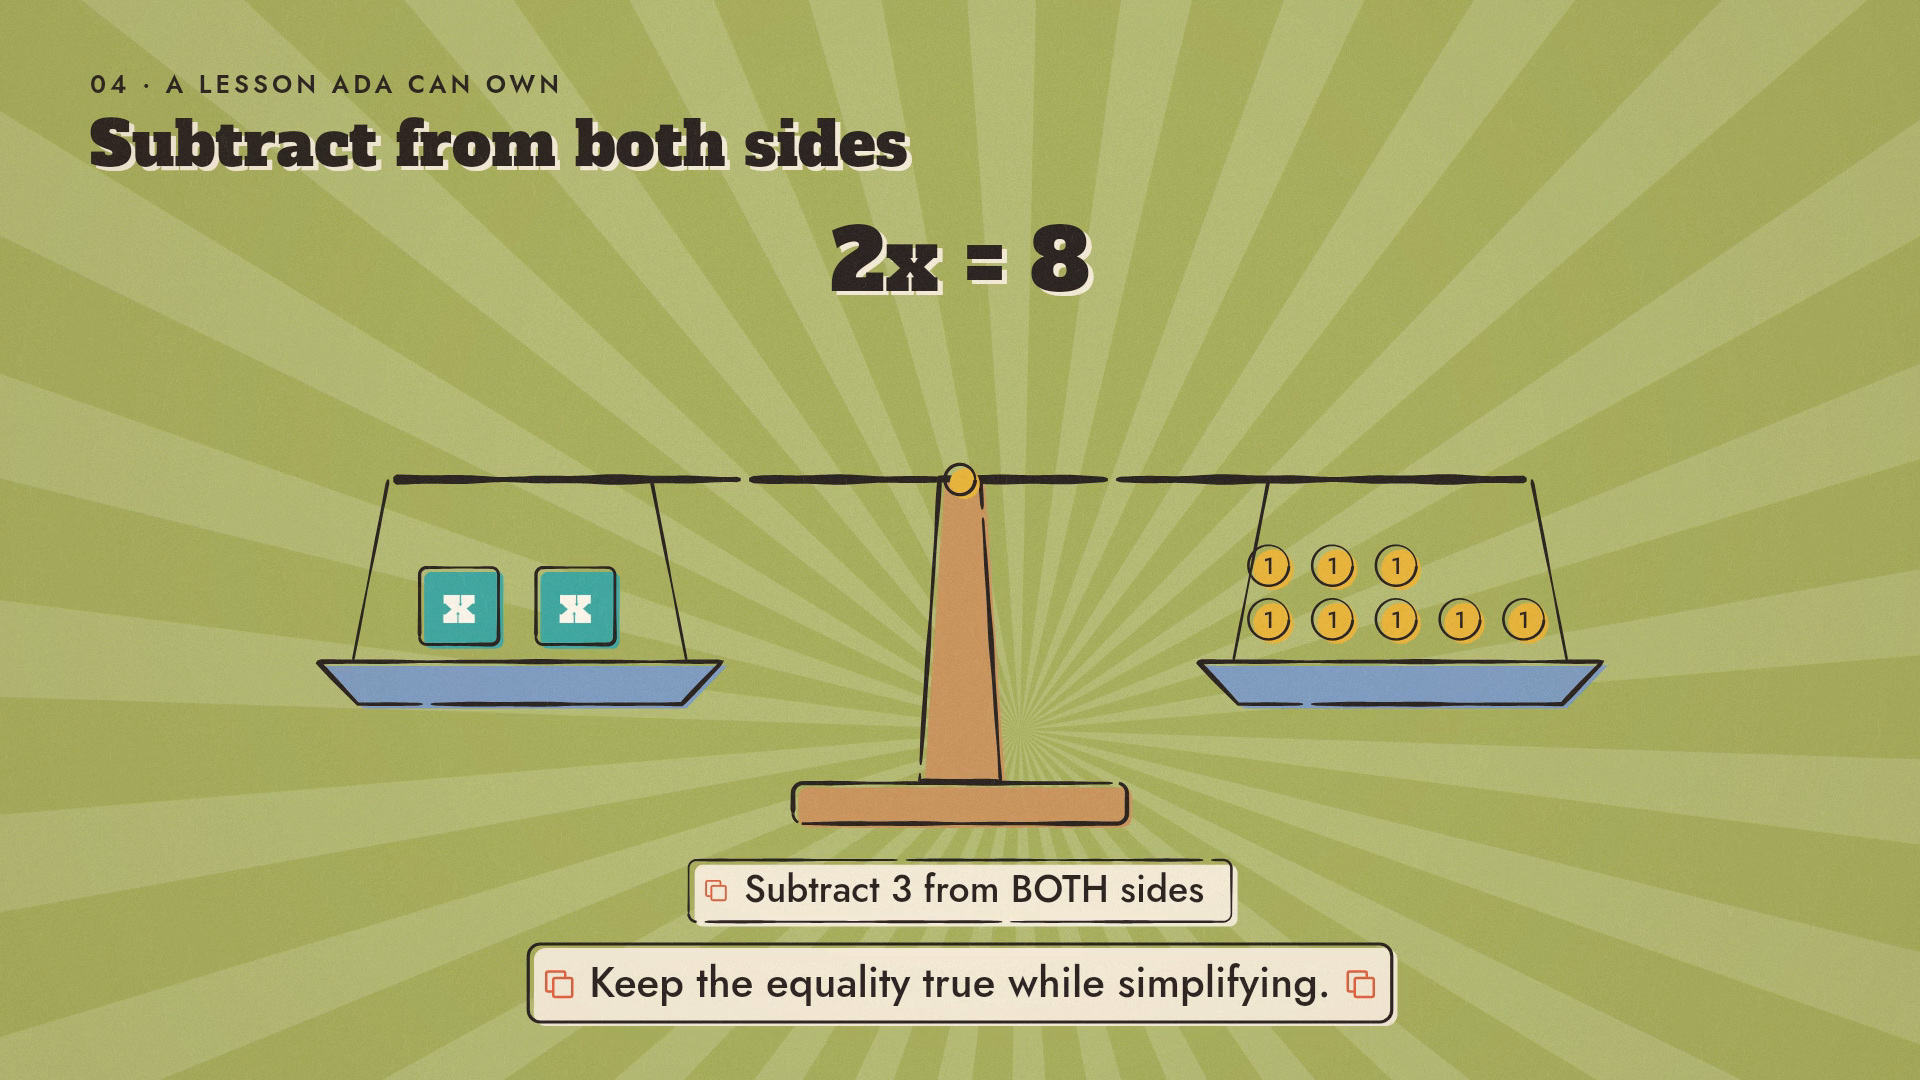 04 · A LESSON ADA CAN OWN
Subtract from both sides
2x = 8
x x
1 1 1
1 1 1 1 1
Subtract 3 from BOTH sides
Keep the equality true while simplifying.